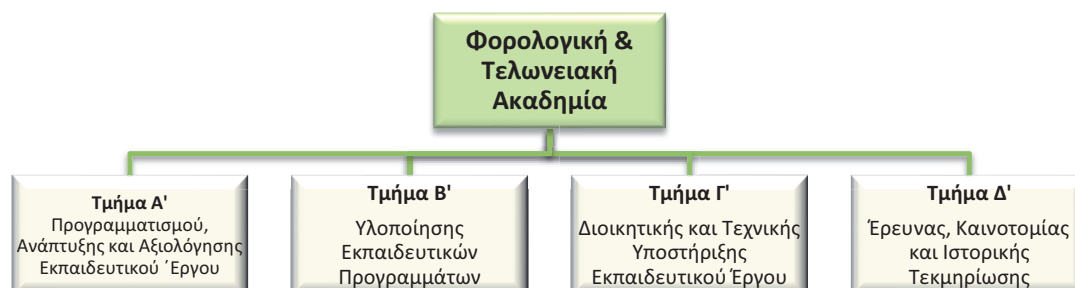 Φορολογική &
Τελωνειακή
Ακαδημία
Τμήμα Α'
Προγραμματισμού,
Ανάπτυξης και Αξιολόγησης
Εκπαιδευτικού ΄Εργου
Τμήμα Β'
Υλοποίησης
Εκπαιδευτικών
Προγραμμάτων
Τμήμα Γ'
Διοικητικής και Τεχνικής
Υποστήριξης
Εκπαιδευτικού Έργου
Τμήμα Δ'
Έρευνας, Καινοτομίας
και Ιστορικής
Τεκμηρίωσης